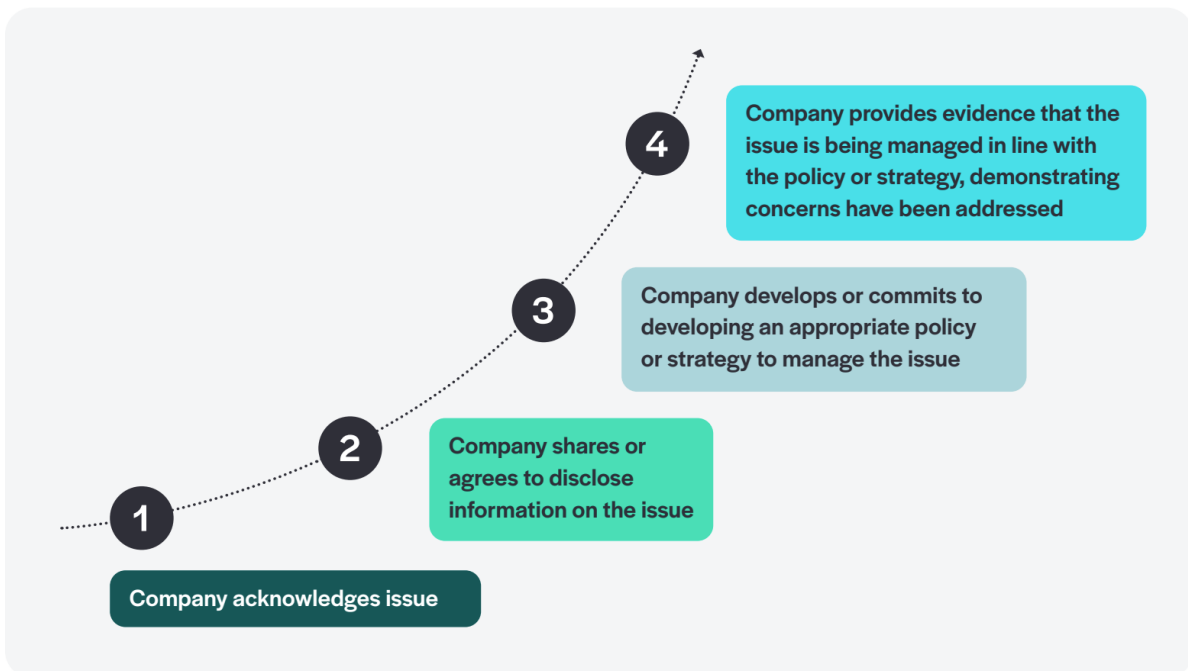 1
Company acknowledges issue
2
Company shares or
agrees to disclose
information on the issue
3
Company develops or commits to
developing an appropriate policy
or strategy to manage the issue
4
Company provides evidence that the
issue is being managed in line with
the policy or strategy, demonstrating
concerns have been addressed